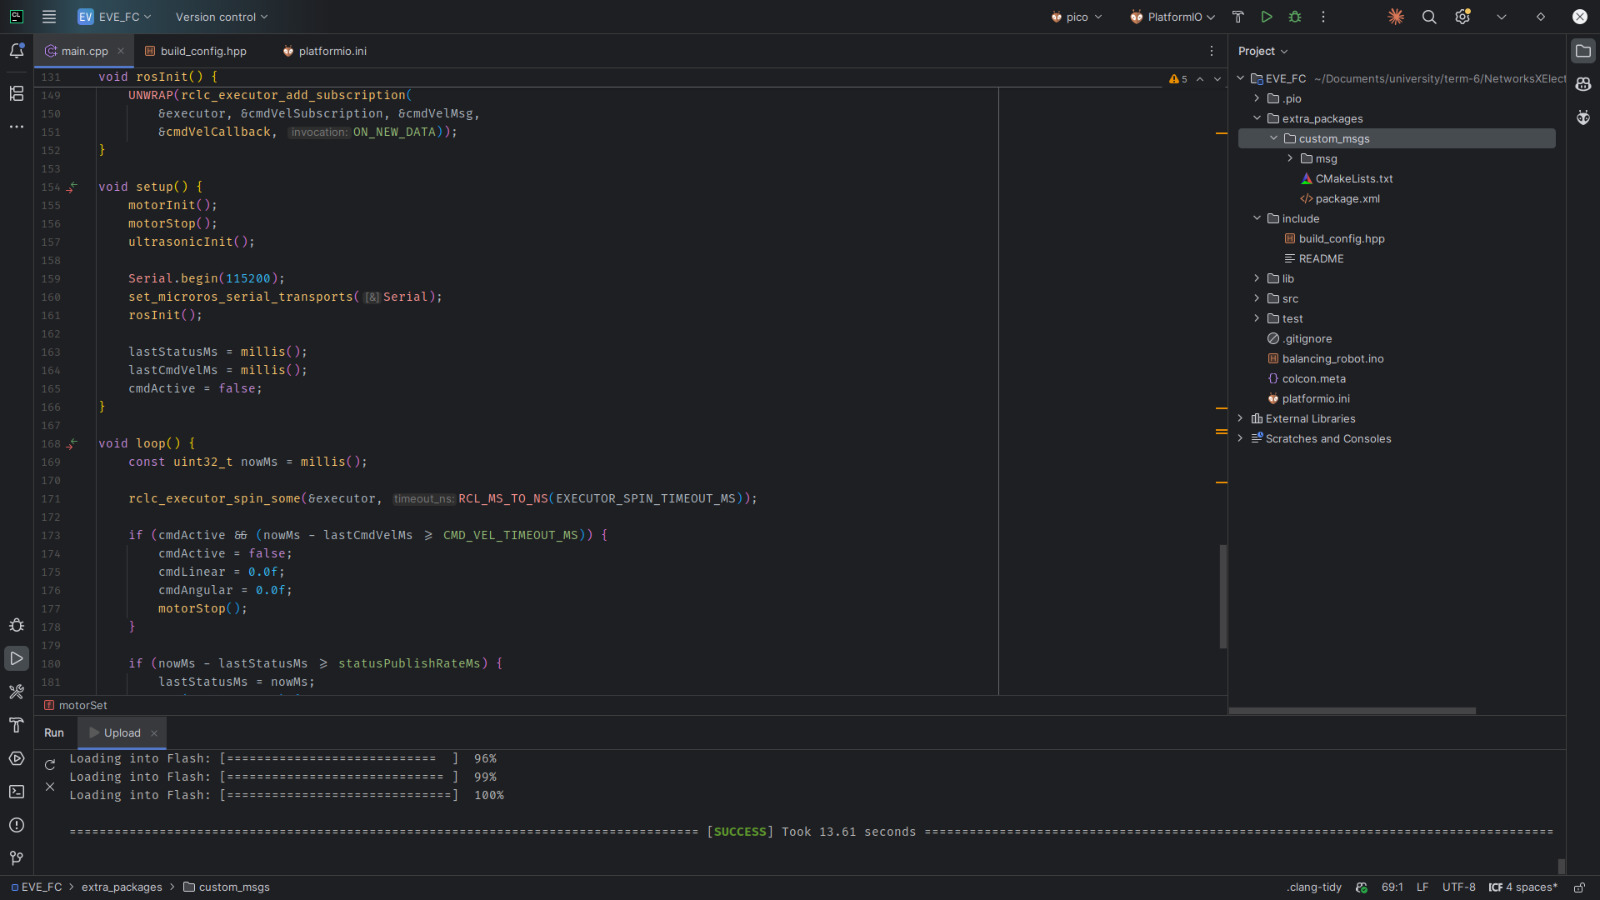 CL
EV EVE_FC
Version control
pico
PlatformIO
main.cpp
build_config.hpp
platformio.ini
131 void rosInit() {
5
149 UNWRAP(rclc_executor_add_subscription(
150 &executor, &cmdVelSubscription, &cmdVelMsg,
151 &cmdVelCallback, invocation: ON_NEW_DATA));
152 }
153
154 void setup() {
155 motorInit();
156 motorStop();
157 ultrasonicInit();
158
159 Serial.begin(115200);
160 set_microros_serial_transports( [&] Serial);
161 rosInit();
162
163 lastStatusMs = millis();
164 lastCmdVelMs = millis();
165 cmdActive = false;
166 }
167
168 void loop() {
169 const uint32_t nowMs = millis();
170
171 rclc_executor_spin_some(&executor, timeout_ns: RCL_MS_TO_NS(EXECUTOR_SPIN_TIMEOUT_MS));
172
173 if (cmdActive && (nowMs - lastCmdVelMs >= CMD_VEL_TIMEOUT_MS)) {
174 cmdActive = false;
175 cmdLinear = 0.0f;
176 cmdAngular = 0.0f;
177 motorStop();
178 }
179
180 if (nowMs - lastStatusMs >= statusPublishRateMs) {
181 lastStatusMs = nowMs;
f motorSet
Project
EVE_FC ~/Documents/university/term-6/NetworksXElect
.pio
extra_packages
custom_msgs
msg
CMakeLists.txt
package.xml
include
build_config.hpp
README
lib
src
test
.gitignore
balancing_robot.ino
colcon.meta
platformio.ini
External Libraries
Scratches and Consoles
Run
Upload
Loading into Flash: [============================  ]  96%
Loading into Flash: [============================= ]  99%
Loading into Flash: [==============================]  100%
==================================================================================== [SUCCESS] Took 13.61 seconds ====================================================================================
EVE_FC > extra_packages > custom_msgs
.clang-tidy
69:1
LF
UTF-8
ICF 4 spaces*